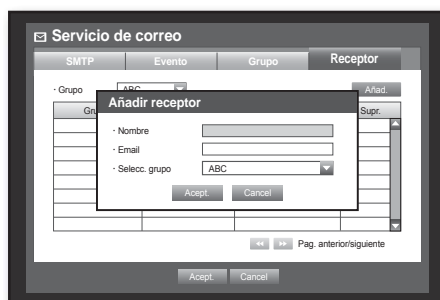 Servicio de correo
SMTP Evento Grupo Receptor
· Grupo ABC Añad.
Gru Supr.
Añadir receptor
· Nombre
· Email
· Selecc. grupo ABC
Acept. Cancel
Pag. anterior/siguiente
Acept. Cancel